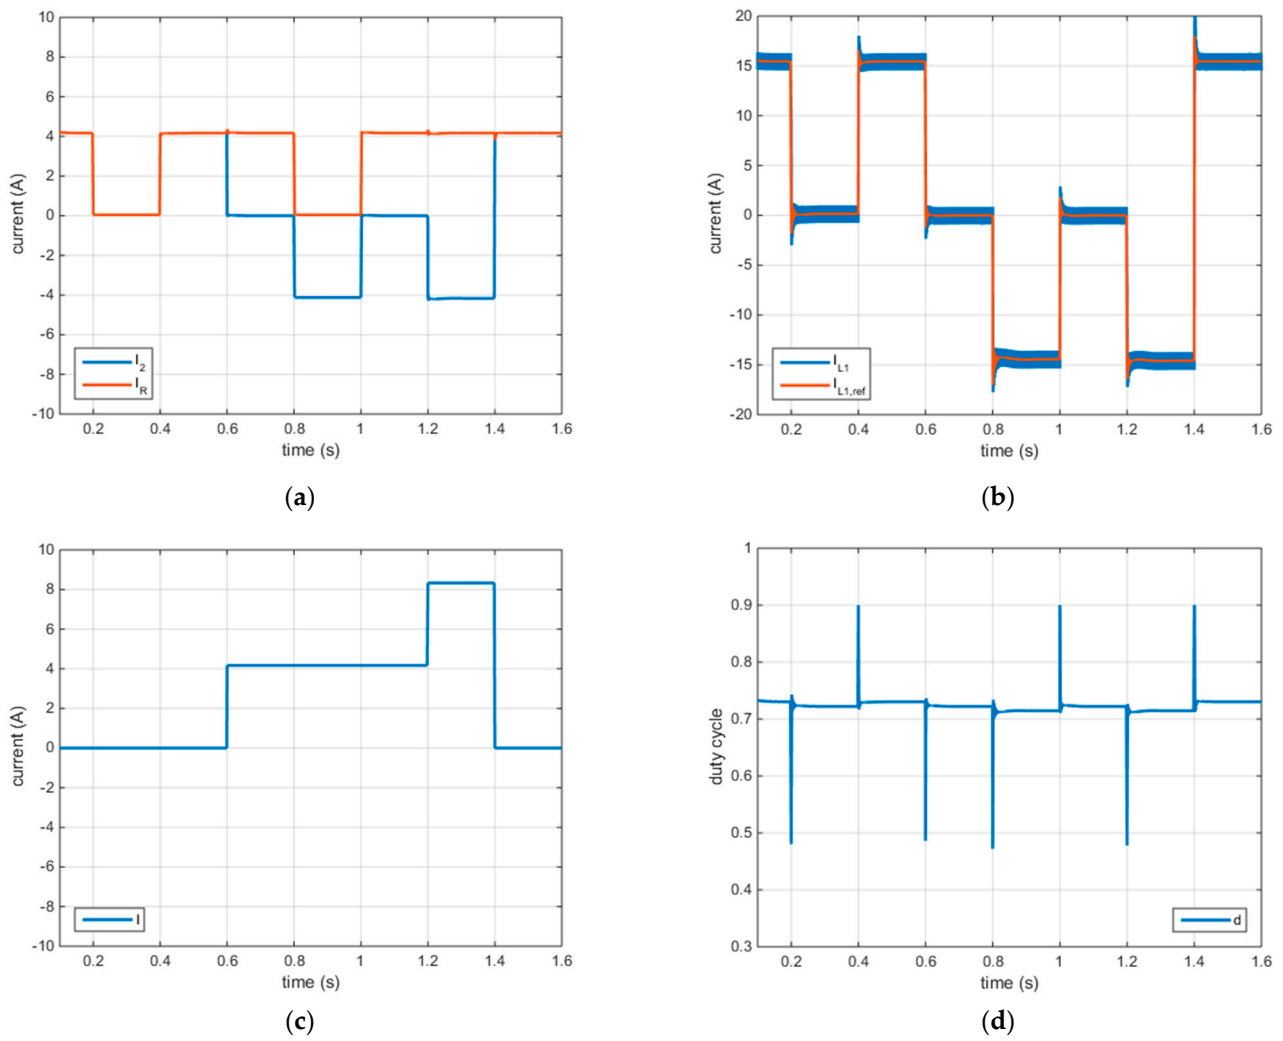 10
8
6
4
2
0
-2
-4
-6
-8
-10
current (A)
I2
IR
0.2 0.4 0.6 0.8 1 1.2 1.4 1.6
time (s)
(a)
20
15
10
5
0
-5
-10
-15
-20
current (A)
IL1
IL1,ref
0.2 0.4 0.6 0.8 1 1.2 1.4 1.6
time (s)
(b)
10
8
6
4
2
0
-2
-4
-6
-8
-10
current (A)
I
0.2 0.4 0.6 0.8 1 1.2 1.4 1.6
time (s)
(c)
1
0.9
0.8
0.7
0.6
0.5
0.4
0.3
duty cycle
d
0.2 0.4 0.6 0.8 1 1.2 1.4 1.6
time (s)
(d)